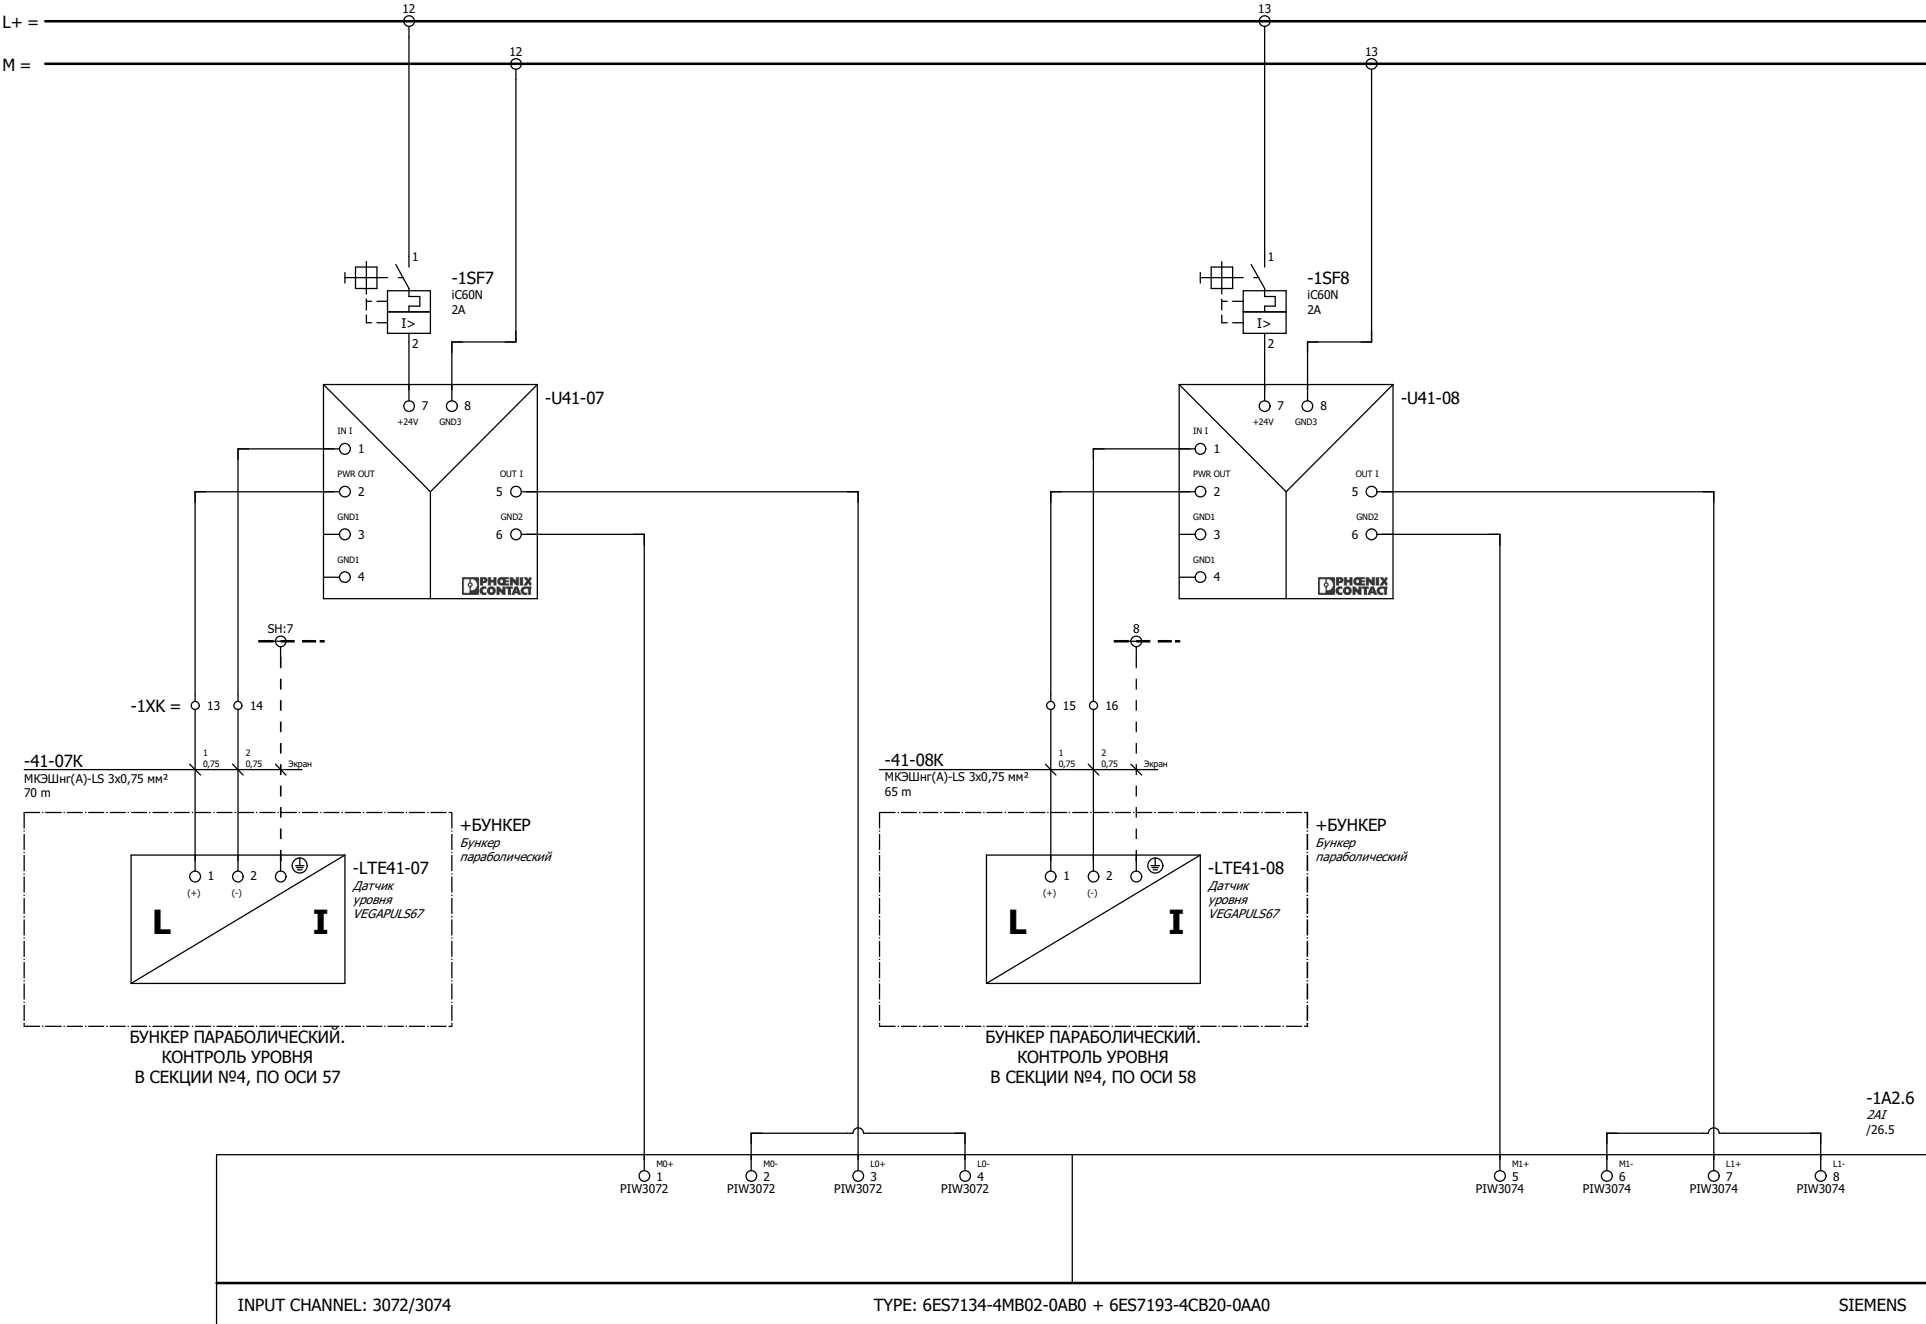 L+ =
12
13
M =
12
13
1
-1SF7
iC60N
2A
I>
2
1
-1SF8
iC60N
2A
I>
2
-U41-07
7
8
+24V
GND3
IN I
1
PWR OUT
2
GND1
3
GND1
4
OUT I
5
GND2
6
PHŒNIX
CONTACT
-U41-08
7
8
+24V
GND3
IN I
1
PWR OUT
2
GND1
3
GND1
4
OUT I
5
GND2
6
PHŒNIX
CONTACT
SH:7
8
-1XK =
13
14
15
16
-41-07K
МКЭШнг(А)-LS 3x0,75 мм²
70 m
1
0,75
2
0,75
Экран
-41-08K
МКЭШнг(А)-LS 3x0,75 мм²
65 m
1
0,75
2
0,75
Экран
+БУНКЕР
Бункер
параболический
1
2
(+)
(-)
-LTE41-07
Датчик
уровня
VEGAPULS67
L
I
+БУНКЕР
Бункер
параболический
1
2
(+)
(-)
-LTE41-08
Датчик
уровня
VEGAPULS67
L
I
БУНКЕР ПАРАБОЛИЧЕСКИЙ.
КОНТРОЛЬ УРОВНЯ
В СЕКЦИИ №4, ПО ОСИ 57
БУНКЕР ПАРАБОЛИЧЕСКИЙ.
КОНТРОЛЬ УРОВНЯ
В СЕКЦИИ №4, ПО ОСИ 58
-1A2.6
2AI
/26.5
M0+
1
PIW3072
M0-
2
PIW3072
L0+
3
PIW3072
L0-
4
PIW3072
M1+
5
PIW3074
M1-
6
PIW3074
L1+
7
PIW3074
L1-
8
PIW3074
INPUT CHANNEL: 3072/3074
TYPE: 6ES7134-4MB02-0AB0 + 6ES7193-4CB20-0AA0
SIEMENS